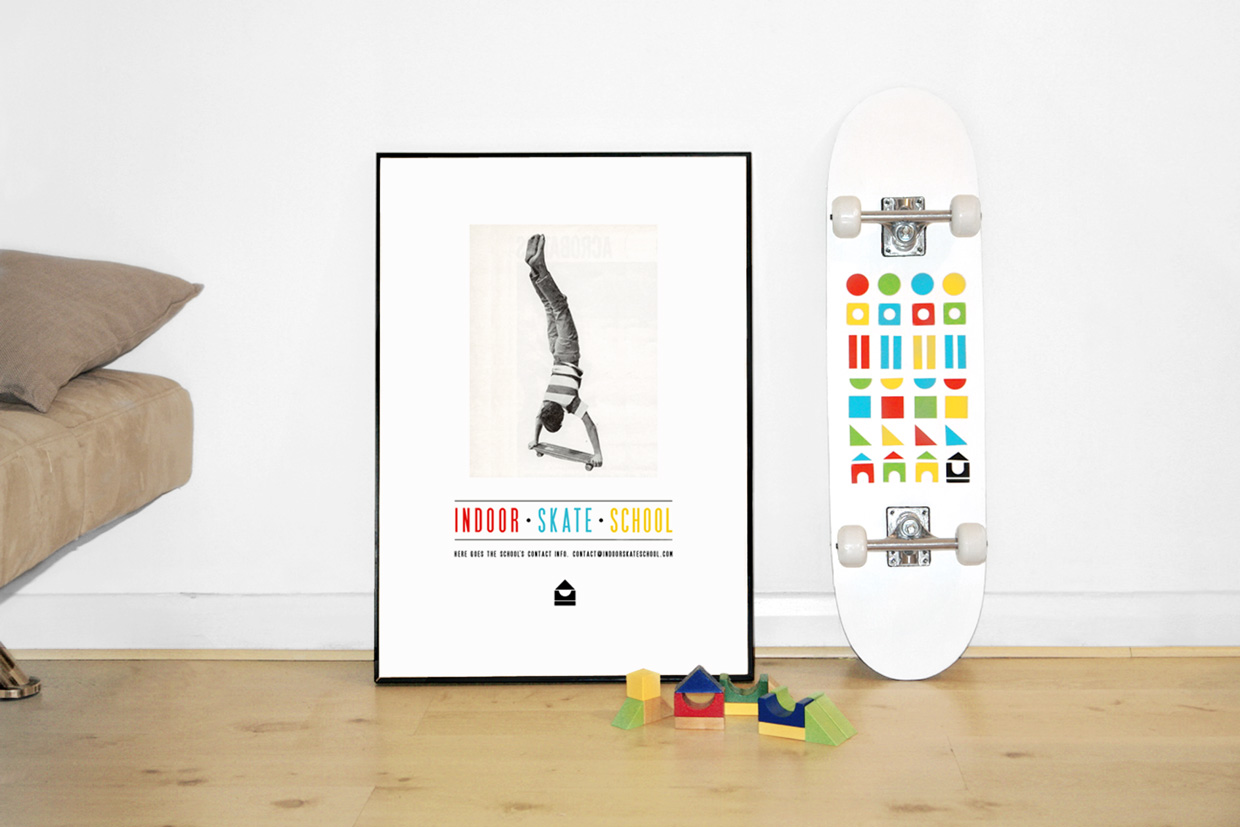 INDOOR · SKATE · SCHOOL
HERE GOES THE SCHOOL'S CONTACT INFO. CONTACT@INDOORSKATESCHOOL.COM